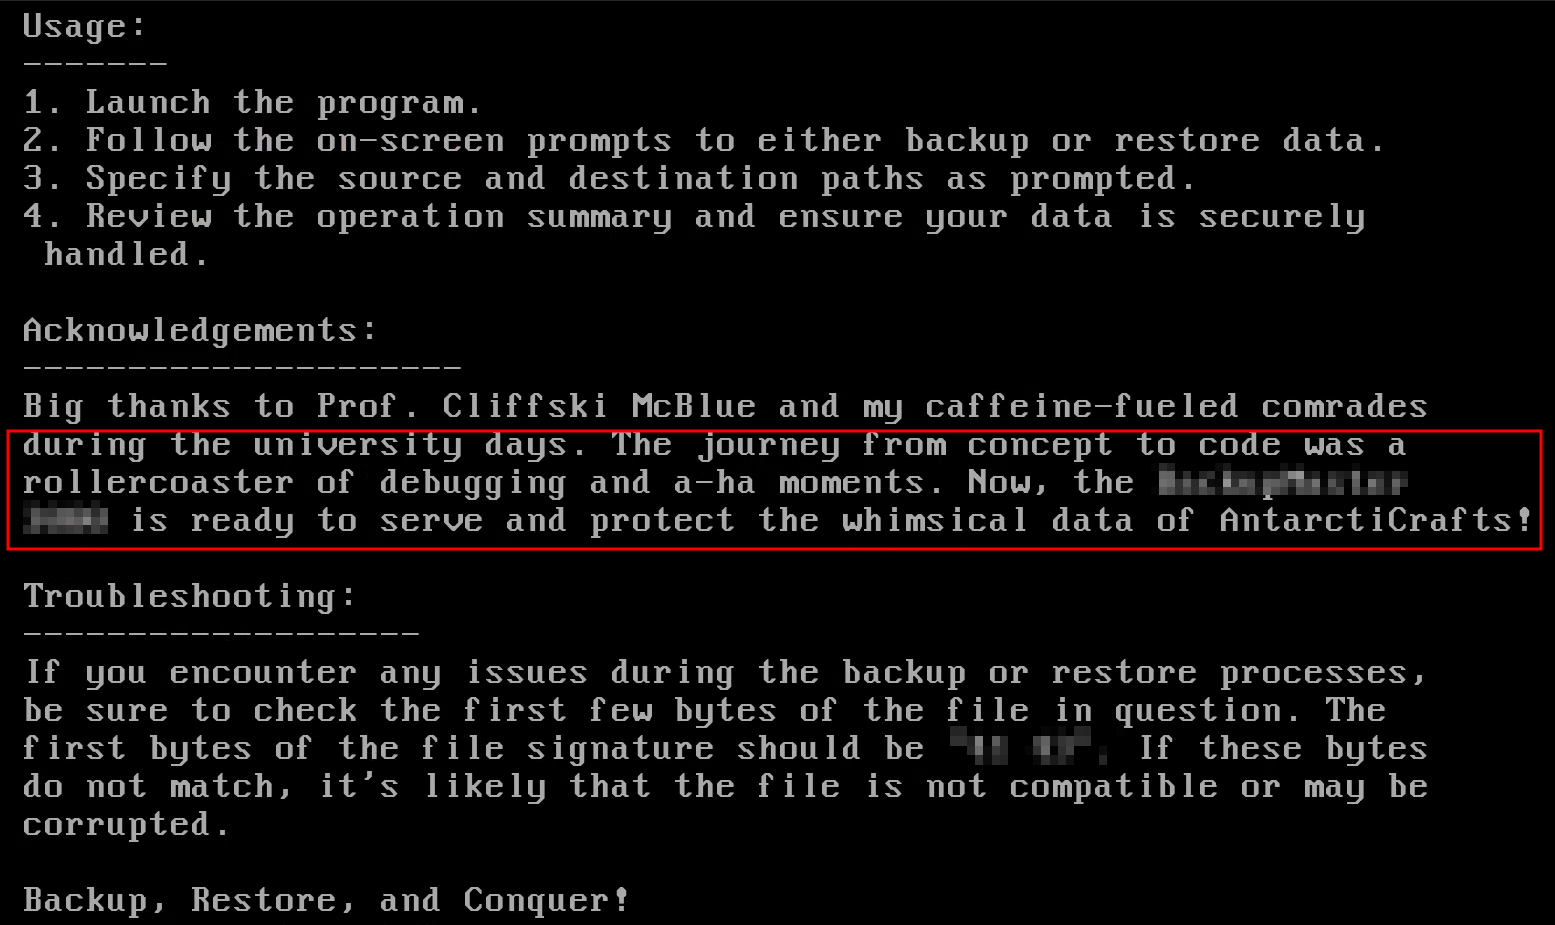 Usage:
-------
1. Launch the program.
2. Follow the on-screen prompts to either backup or restore data.
3. Specify the source and destination paths as prompted.
4. Review the operation summary and ensure your data is securely
handled.
Acknowledgements:
---------------------
Big thanks to Prof. Cliffski McBlue and my caffeine-fueled comrades
during the university days. The journey from concept to code was a
rollercoaster of debugging and a-ha moments. Now, the
is ready to serve and protect the whimsical data of AntarctiCrafts!
Troubleshooting:
-------------------
If you encounter any issues during the backup or restore processes,
be sure to check the first few bytes of the file in question. The
first bytes of the file signature should be If these bytes
do not match, it's likely that the file is not compatible or may be
corrupted.
Backup, Restore, and Conquer!